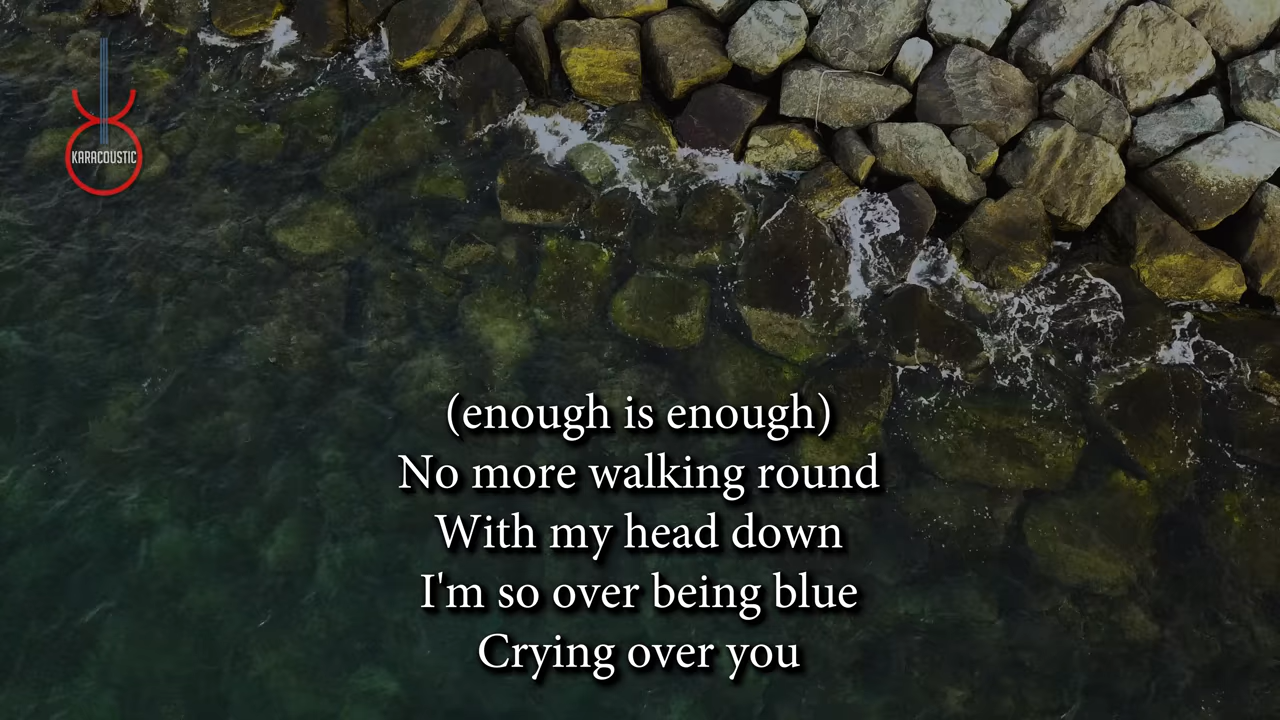 KARACOUSTIC
(enough is enough)
No more walking round
With my head down
I'm so over being blue
Crying over you